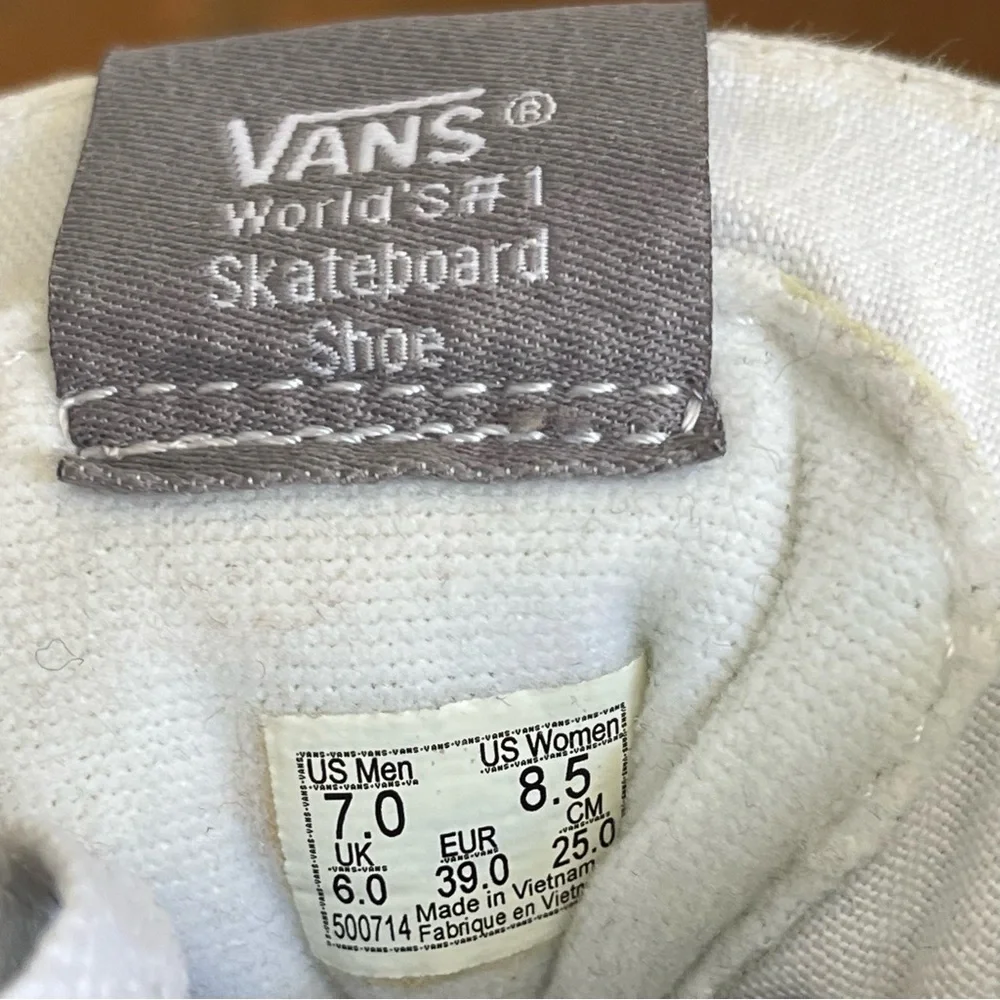 VANS ®
World's #1
Skateboard
Shoe
US Men US Women
7.0 8.5
UK EUR CM
6.0 39.0 25.0
500714 Made in Vietnam
Fabrique en Vietn